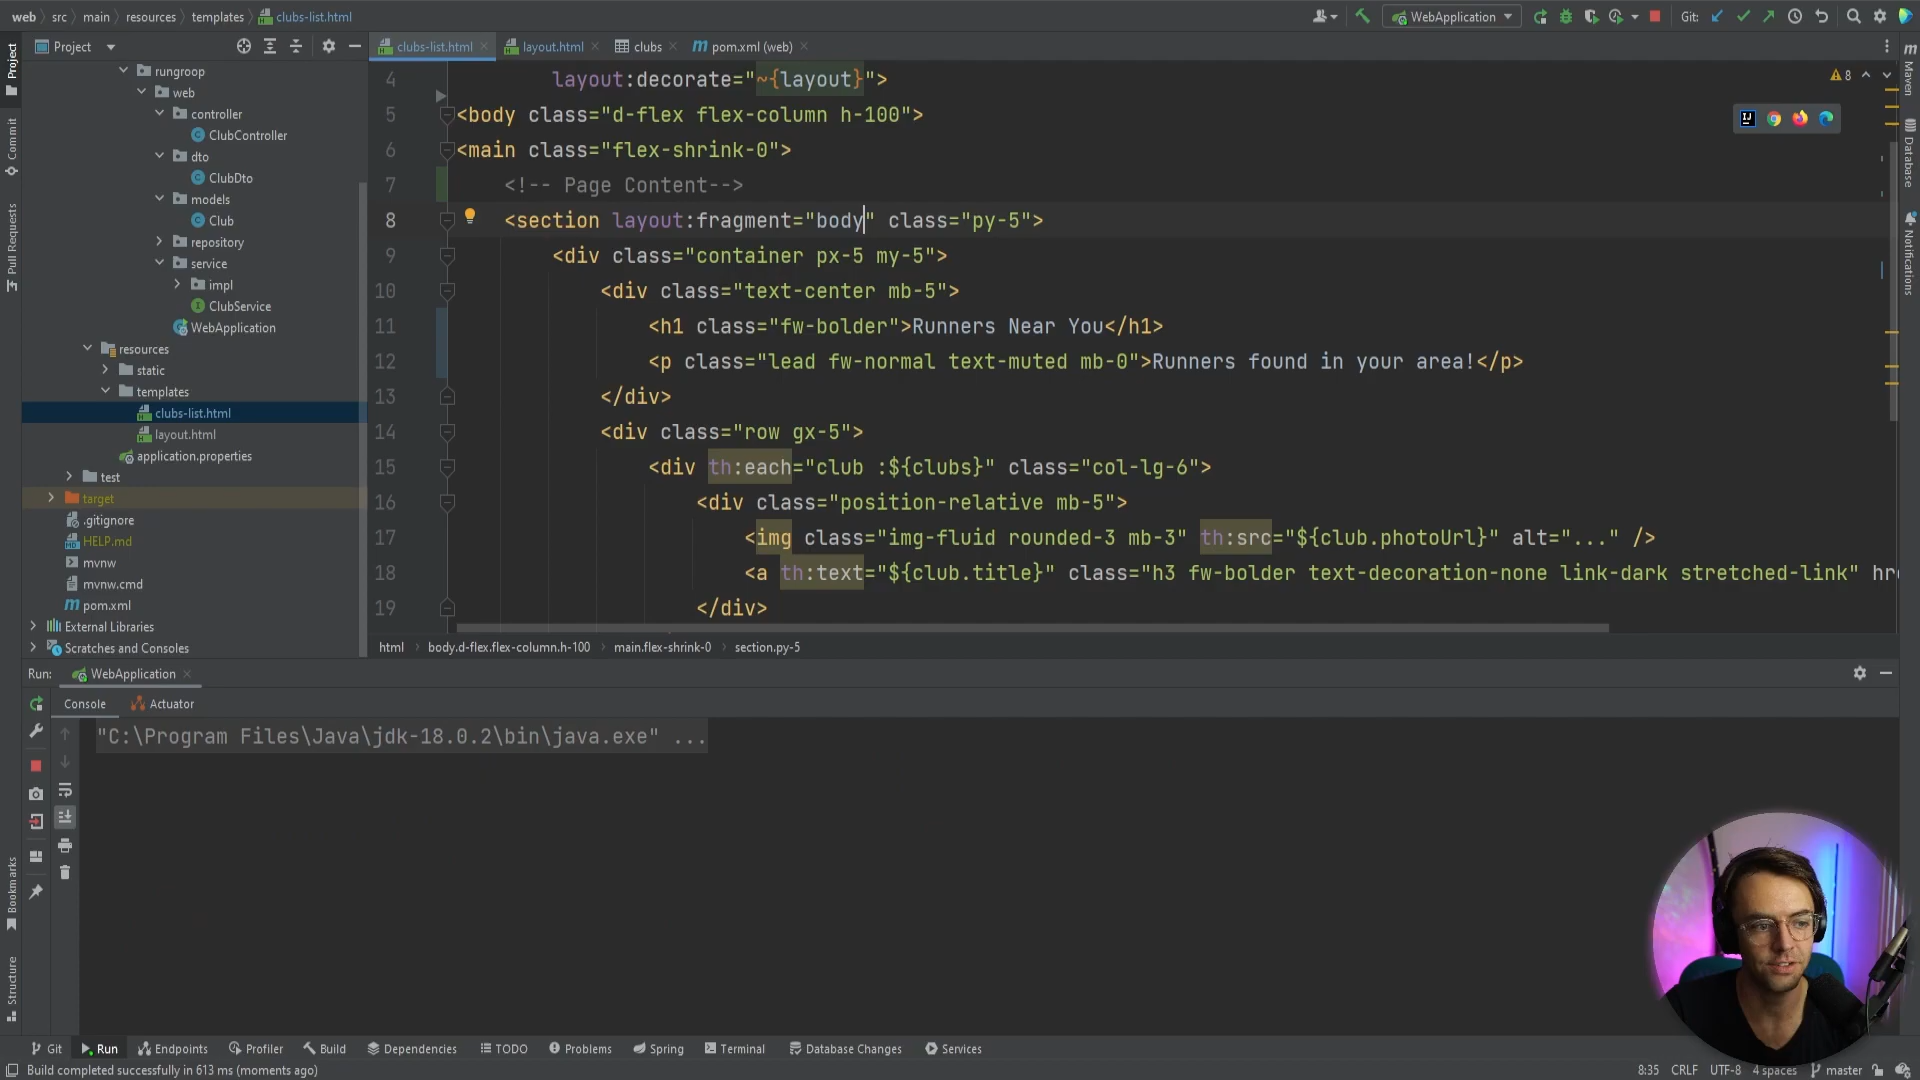 web src main resources templates clubs-list.html
WebApplication
Git:
Project
clubs-list.html layout.html clubs pom.xml (web)
rungroop
web
controller
ClubController
dto
ClubDto
models
Club
repository
service
impl
ClubService
WebApplication
resources
static
templates
clubs-list.html
layout.html
application.properties
test
target
.gitignore
HELP.md
mvnw
mvnw.cmd
pom.xml
External Libraries
Scratches and Consoles
Project
Commit
Pull Requests
Bookmarks
Structure
4 layout:decorate="~{layout}">
5 <body class="d-flex flex-column h-100">
6 <main class="flex-shrink-0">
7 <!-- Page Content-->
8 <section layout:fragment="body" class="py-5">
9 <div class="container px-5 my-5">
10 <div class="text-center mb-5">
11 <h1 class="fw-bolder">Runners Near You</h1>
12 <p class="lead fw-normal text-muted mb-0">Runners found in your area!</p>
13 </div>
14 <div class="row gx-5">
15 <div th:each="club :${clubs}" class="col-lg-6">
16 <div class="position-relative mb-5">
17 <img class="img-fluid rounded-3 mb-3" th:src="${club.photoUrl}" alt="..." />
18 <a th:text="${club.title}" class="h3 fw-bolder text-decoration-none link-dark stretched-link" hre
19 </div>
8
Maven
Database
Notifications
html body.d-flex.flex-column.h-100 main.flex-shrink-0 section.py-5
Run: WebApplication
Console Actuator
"C:\Program Files\Java\jdk-18.0.2\bin\java.exe" ...
Git Run Endpoints Profiler Build Dependencies TODO Problems Spring Terminal Database Changes Services
Build completed successfully in 613 ms (moments ago)
8:35 CRLF UTF-8 4 spaces master